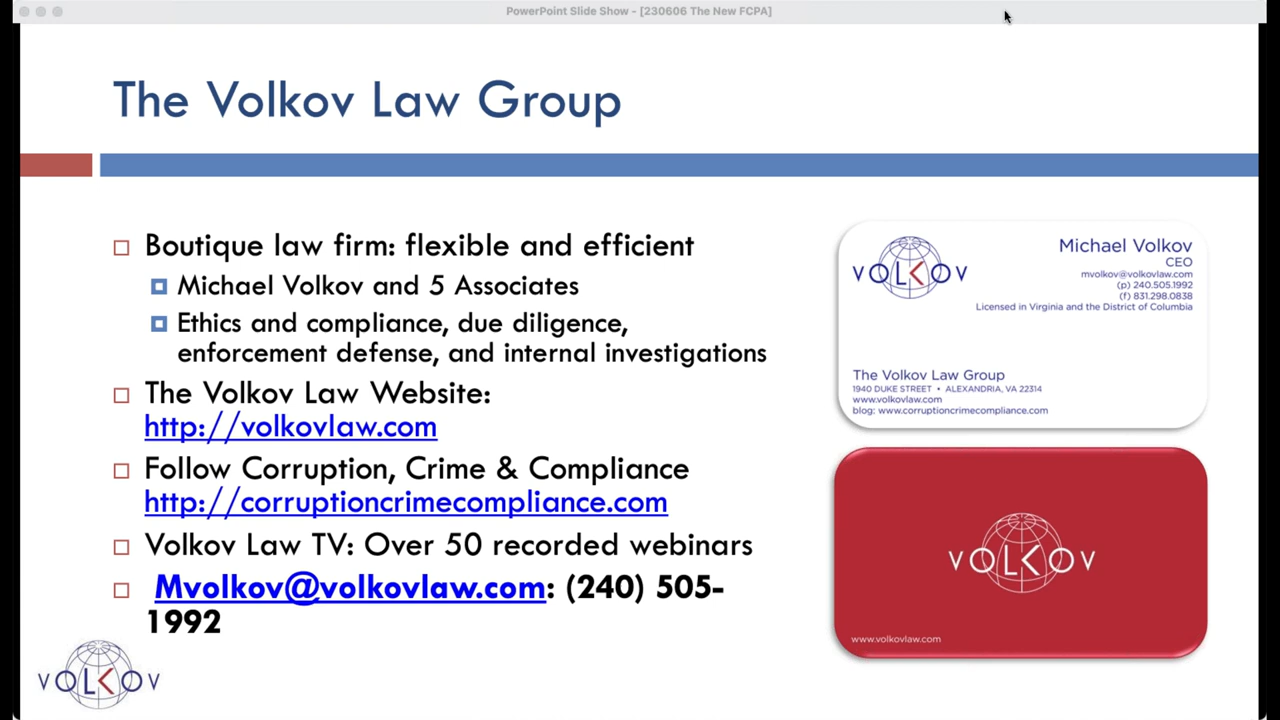 PowerPoint Slide Show - [230606 The New FCPA]
The Volkov Law Group
Boutique law firm: flexible and efficient
Michael Volkov and 5 Associates
Ethics and compliance, due diligence,
enforcement defense, and internal investigations
The Volkov Law Website:
http://volkovlaw.com
Follow Corruption, Crime & Compliance
http://corruptioncrimecompliance.com
Volkov Law TV: Over 50 recorded webinars
Mvolkov@volkovlaw.com: (240) 505-
1992
VOLKOV
VOLKOV
Michael Volkov
CEO
mvolkov@volkovlaw.com
(p) 240.505.1992
(f) 831.298.0838
Licensed in Virginia and the District of Columbia
The Volkov Law Group
1940 DUKE STREET • ALEXANDRIA, VA 22314
www.volkovlaw.com
blog: www.corruptioncrimecompliance.com
VOLKOV
www.volkovlaw.com